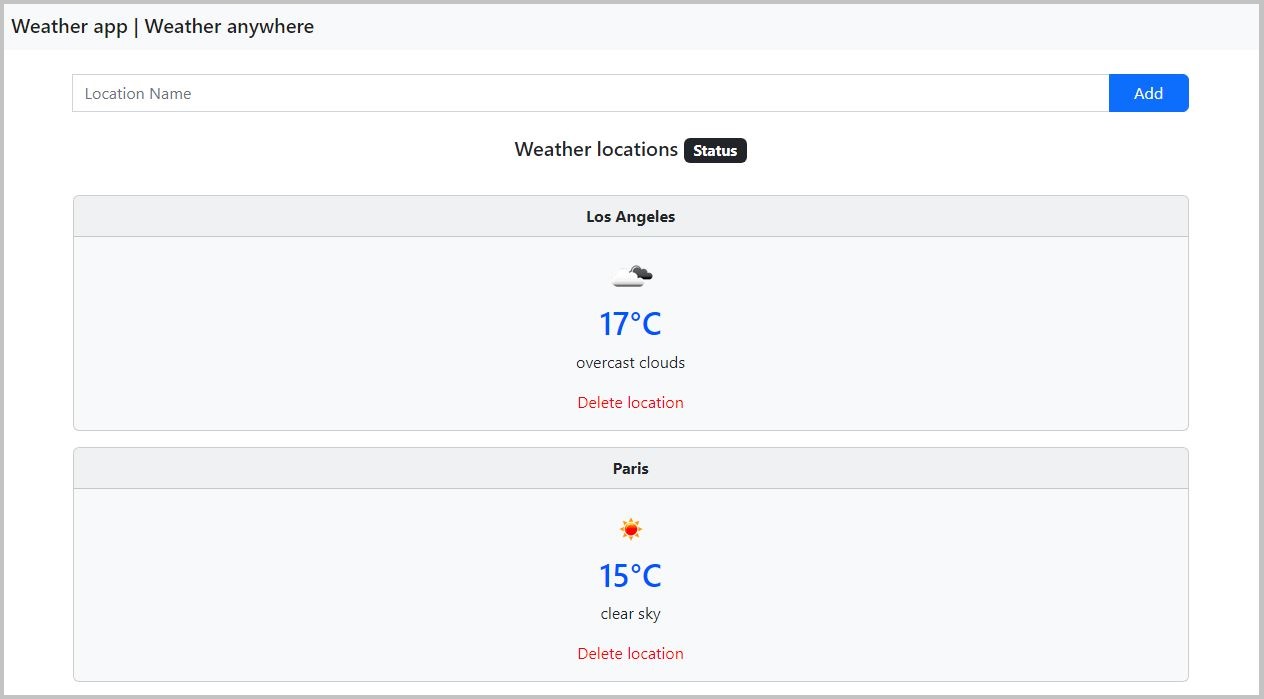 Weather app | Weather anywhere
Location Name
Add
Weather locations Status
Los Angeles
17°C
overcast clouds
Delete location
Paris
15°C
clear sky
Delete location